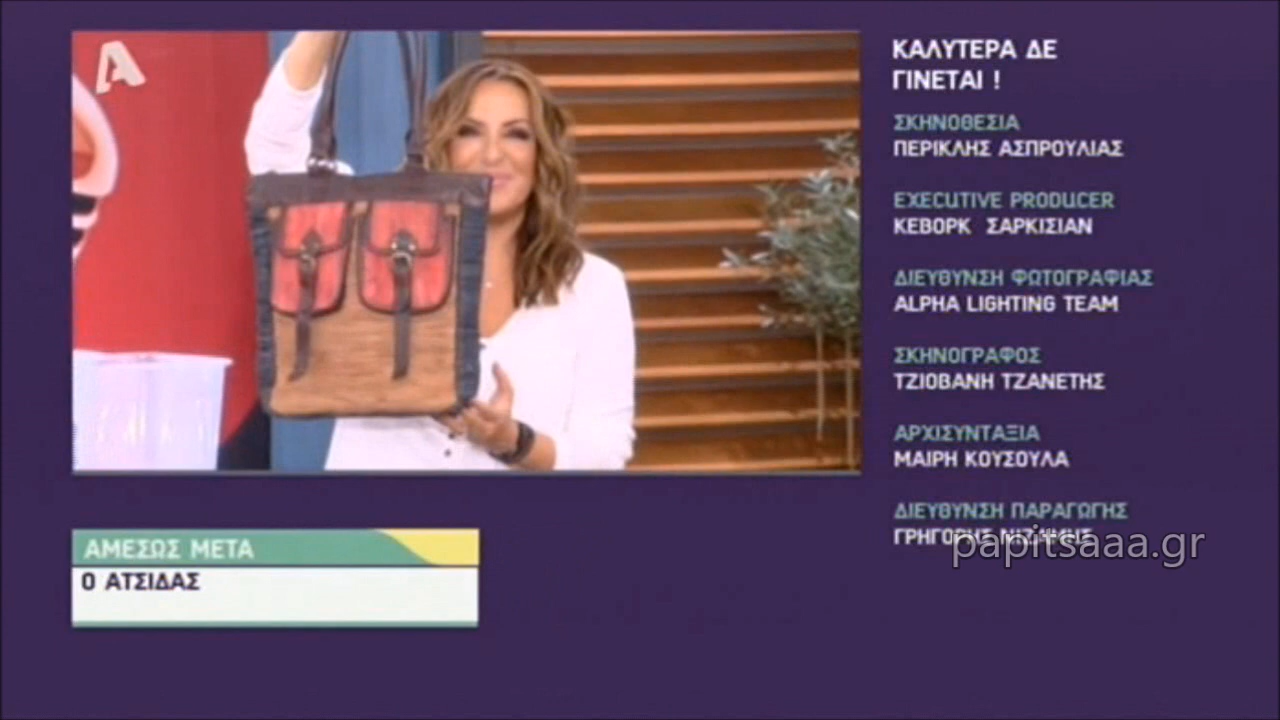 ΚΑΛΥΤΕΡΑ ΔΕ
ΓΙΝΕΤΑΙ !
ΣΚΗΝΟΘΕΣΙΑ
ΠΕΡΙΚΛΗΣ ΑΣΠΡΟΥΛΙΑΣ
EXECUTIVE PRODUCER
ΚΕΒΟΡΚ ΣΑΡΚΙΣΙΑΝ
ΔΙΕΥΘΥΝΣΗ ΦΩΤΟΓΡΑΦΙΑΣ
ALPHA LIGHTING TEAM
ΣΚΗΝΟΓΡΑΦΟΣ
ΤΖΙΟΒΑΝΗ ΤΖΑΝΕΤΗΣ
ΑΡΧΙΣΥΝΤΑΞΙΑ
ΜΑΙΡΗ ΚΟΥΣΟΥΛΑ
ΔΙΕΥΘΥΝΣΗ ΠΑΡΑΓΩΓΗΣ
ΓΡΗΓΟΡΗΣ
papitsaaa.gr
ΑΜΕΣΩΣ ΜΕΤΑ
Ο ΑΤΣΙΔΑΣ